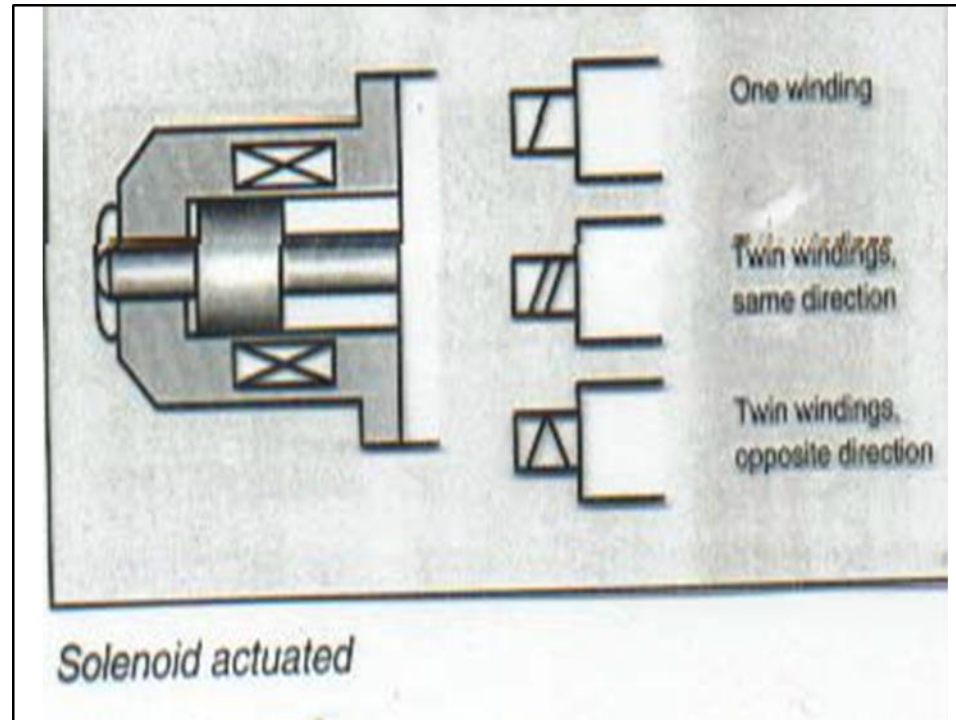 One winding
Twin windings,
same direction
Twin windings,
opposite direction
Solenoid actuated